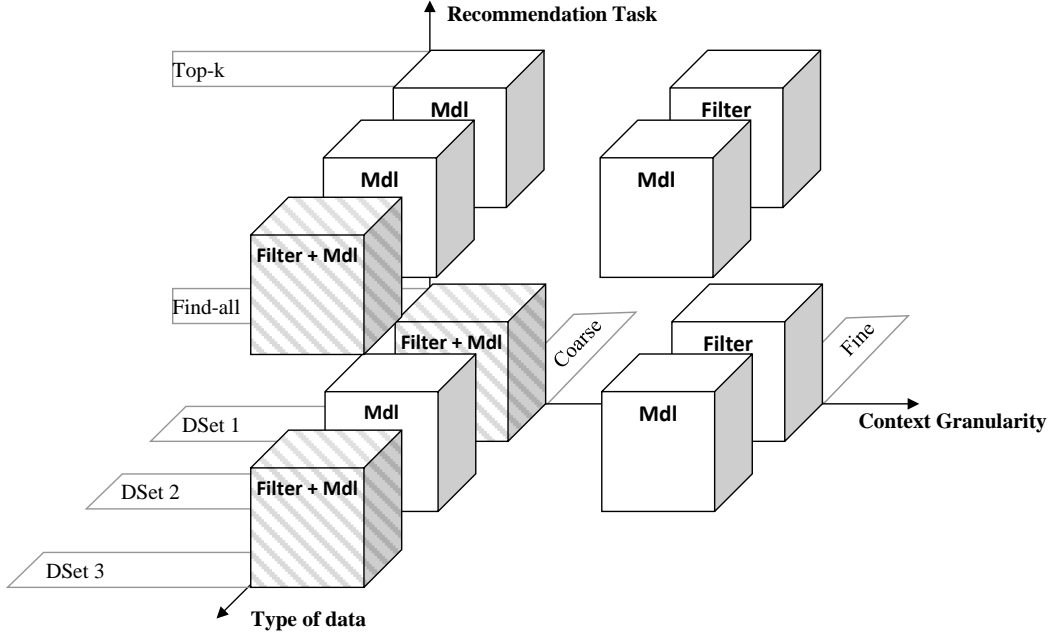 Recommendation Task
Top-k
Mdl
Filter
Mdl
Mdl
Filter + Mdl
Find-all
Filter + Mdl
Coarse
Filter
Fine
DSet 1
Mdl
Mdl
Context Granularity
Filter + Mdl
DSet 2
DSet 3
Type of data